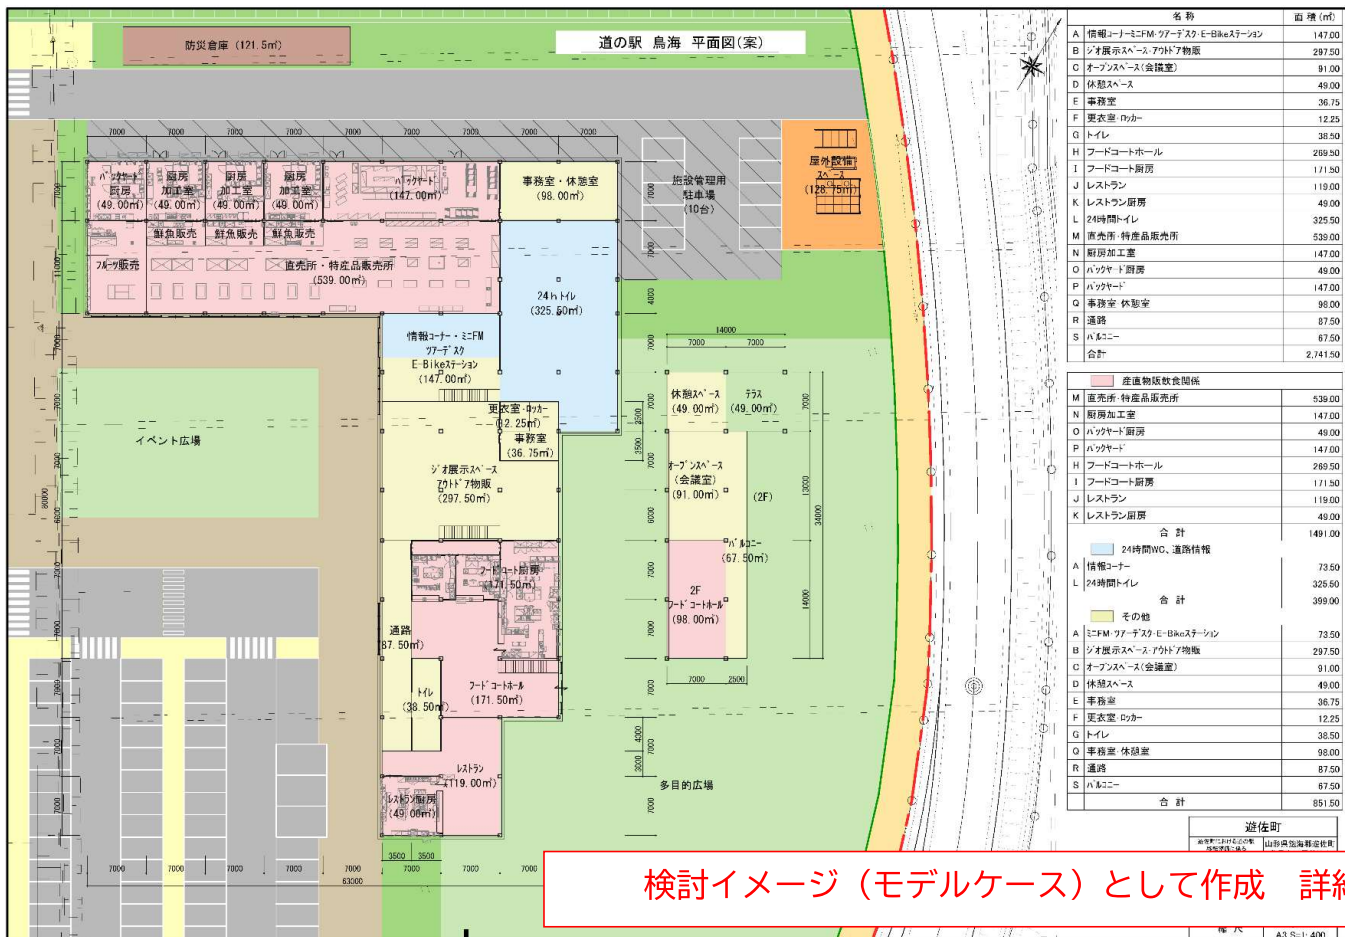 道の駅 鳥海 平面図(案)
防災倉庫 (121.5㎡)
7000 7000 7000 7000 7000 7000 7000 7000 7000
バックヤード
厨房
(49.00㎡)
厨房
加工室
(49.00㎡)
厨房
加工室
(49.00㎡)
厨房
加工室
(49.00㎡)
バックヤード
(147.00㎡)
事務室・休憩室
(98.00㎡)
施設管理用
駐車場
(10台)
屋外設備
スペース
(128.75㎡)
鮮魚販売
鮮魚販売
鮮魚販売
フルーツ販売
直売所・特産品販売所
(539.00㎡)
24hトイレ
(325.50㎡)
情報コーナー・ミニFM
ツアーデスク
E-Bikeステーション
(147.00㎡)
更衣室・ロッカー
(12.25㎡)
事務室
(36.75㎡)
イベント広場
ジオ展示スペース
アウトドア物販
(297.50㎡)
14000
7000 7000
休憩スペース
(49.00㎡)
テラス
(49.00㎡)
オープンスペース
(会議室)
(91.00㎡)
(2F)
バルコニー
(67.50㎡)
2F
フードコートホール
(98.00㎡)
13000
34000
14000
7000 2500
フードコート厨房
(171.50㎡)
通路
(87.50㎡)
トイレ
(38.50㎡)
フードコートホール
(171.50㎡)
レストラン
(119.00㎡)
レストラン厨房
(49.00㎡)
多目的広場
3500 3500
7000 7000 7000 7000 7000 7000 7000 7000 7000
63000
名称 面積(㎡)
A 情報コーナー・ミニFM・ツアーデスク・E-Bikeステーション 147.00
B ジオ展示スペース・アウトドア物販 297.50
C オープンスペース(会議室) 91.00
D 休憩スペース 49.00
E 事務室 36.75
F 更衣室・ロッカー 12.25
G トイレ 38.50
H フードコートホール 269.50
I フードコート厨房 171.50
J レストラン 119.00
K レストラン厨房 49.00
L 24時間トイレ 325.50
M 直売所・特産品販売所 539.00
N 厨房加工室 147.00
O バックヤード厨房 49.00
P バックヤード 147.00
Q 事務室・休憩室 98.00
R 通路 87.50
S バルコニー 67.50
合計 2,741.50
産直物販飲食関係
M 直売所・特産品販売所 539.00
N 厨房加工室 147.00
O バックヤード厨房 49.00
P バックヤード 147.00
H フードコートホール 269.50
I フードコート厨房 171.50
J レストラン 119.00
K レストラン厨房 49.00
合計 1491.00
24時間WC、道路情報
A 情報コーナー 73.50
L 24時間トイレ 325.50
合計 399.00
その他
A ミニFM・ツアーデスク・E-Bikeステーション 73.50
B ジオ展示スペース・アウトドア物販 297.50
C オープンスペース(会議室) 91.00
D 休憩スペース 49.00
E 事務室 36.75
F 更衣室・ロッカー 12.25
G トイレ 38.50
Q 事務室・休憩室 98.00
R 通路 87.50
S バルコニー 67.50
合計 851.50
遊佐町
山形県飽海郡遊佐町
検討イメージ（モデルケース）として作成 詳細
A3 S=1:400